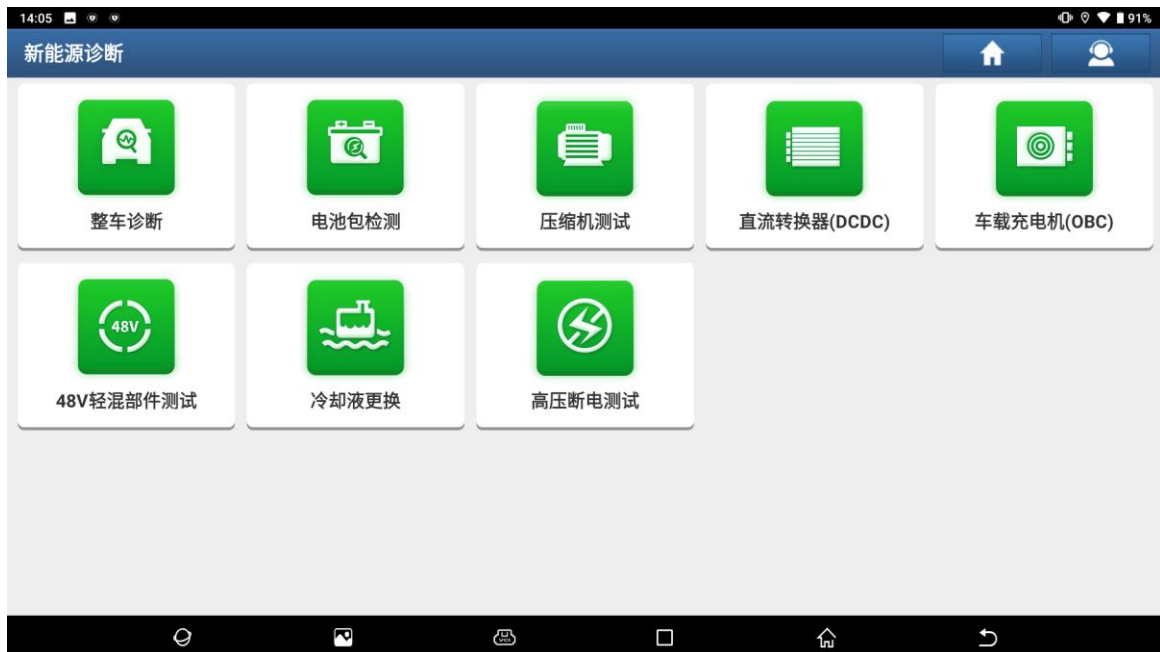 14:05
91%
新能源诊断
整车诊断
电池包检测
压缩机测试
直流转换器(DCDC)
车载充电机(OBC)
48V
48V轻混部件测试
冷却液更换
高压断电测试
VCI